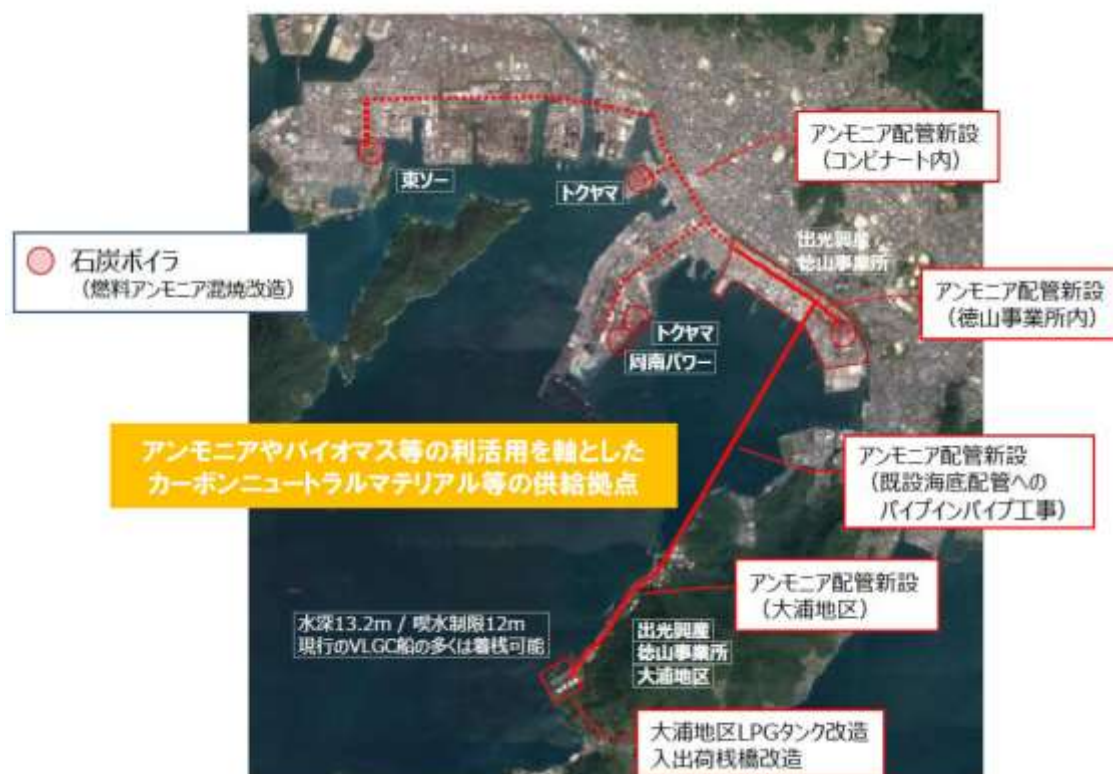 アンモニア配管新設
（コンビナート内）
東ソー
トクヤマ
出光興産
徳山事業所
石炭ボイラ
（燃料アンモニア混焼改造）
アンモニア配管新設
（徳山事業所内）
トクヤマ
周南パワー
アンモニアやバイオマス等の利活用を軸とした
カーボンニュートラルマテリアル等の供給拠点
アンモニア配管新設
（既設海底配管への
パイプインパイプ工事）
アンモニア配管新設
（大浦地区）
水深13.2m / 喫水制限12m
現行のVLGC船の多くは着桟可能
出光興産
徳山事業所
大浦地区
大浦地区LPGタンク改造
入出荷桟橋改造